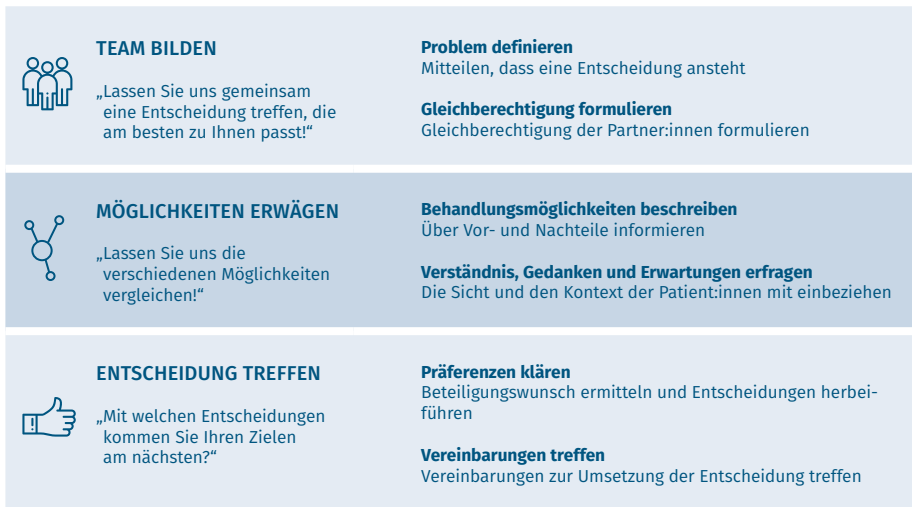 TEAM BILDEN
„Lassen Sie uns gemeinsam
eine Entscheidung treffen, die
am besten zu Ihnen passt!“
Problem definieren
Mitteilen, dass eine Entscheidung ansteht
Gleichberechtigung formulieren
Gleichberechtigung der Partner:innen formulieren
MÖGLICHKEITEN ERWÄGEN
„Lassen Sie uns die
verschiedenen Möglichkeiten
vergleichen!“
Behandlungsmöglichkeiten beschreiben
Über Vor- und Nachteile informieren
Verständnis, Gedanken und Erwartungen erfragen
Die Sicht und den Kontext der Patient:innen mit einbeziehen
ENTSCHEIDUNG TREFFEN
„Mit welchen Entscheidungen
kommen Sie Ihren Zielen
am nächsten?“
Präferenzen klären
Beteiligungswunsch ermitteln und Entscheidungen herbei-
führen
Vereinbarungen treffen
Vereinbarungen zur Umsetzung der Entscheidung treffen